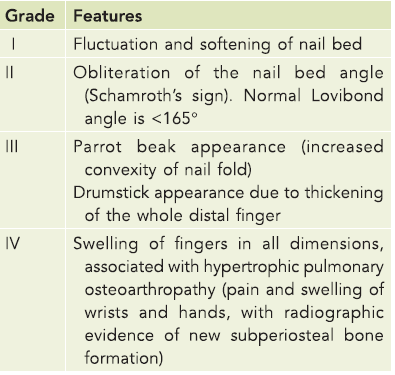 Grade Features
I Fluctuation and softening of nail bed
II Obliteration of the nail bed angle
(Schamroth's sign). Normal Lovibond
angle is <165°
III Parrot beak appearance (increased
convexity of nail fold)
Drumstick appearance due to thickening
of the whole distal finger
IV Swelling of fingers in all dimensions,
associated with hypertrophic pulmonary
osteoarthropathy (pain and swelling of
wrists and hands, with radiographic
evidence of new subperiosteal bone
formation)